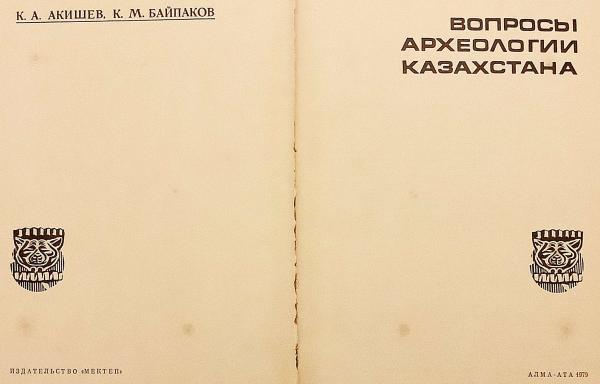 К. А. АКИШЕВ, К. М. БАЙПАКОВ
ВОПРОСЫ
АРХЕОЛОГИИ
КАЗАХСТАНА
ИЗДАТЕЛЬСТВО «МЕКТЕП»
АЛМА-АТА 1979